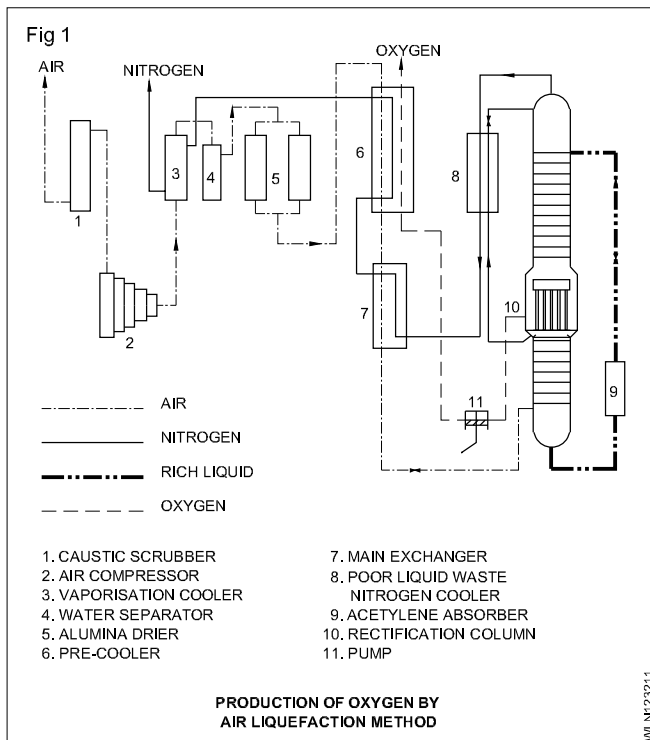 Fig 1
AIR
NITROGEN
OXYGEN
1
2
3
4
5
6
7
8
9
10
11
AIR
NITROGEN
RICH LIQUID
OXYGEN
1. CAUSTIC SCRUBBER
2. AIR COMPRESSOR
3. VAPORISATION COOLER
4. WATER SEPARATOR
5. ALUMINA DRIER
6. PRE-COOLER
7. MAIN EXCHANGER
8. POOR LIQUID WASTE
NITROGEN COOLER
9. ACETYLENE ABSORBER
10. RECTIFICATION COLUMN
11. PUMP
PRODUCTION OF OXYGEN BY
AIR LIQUEFACTION METHOD